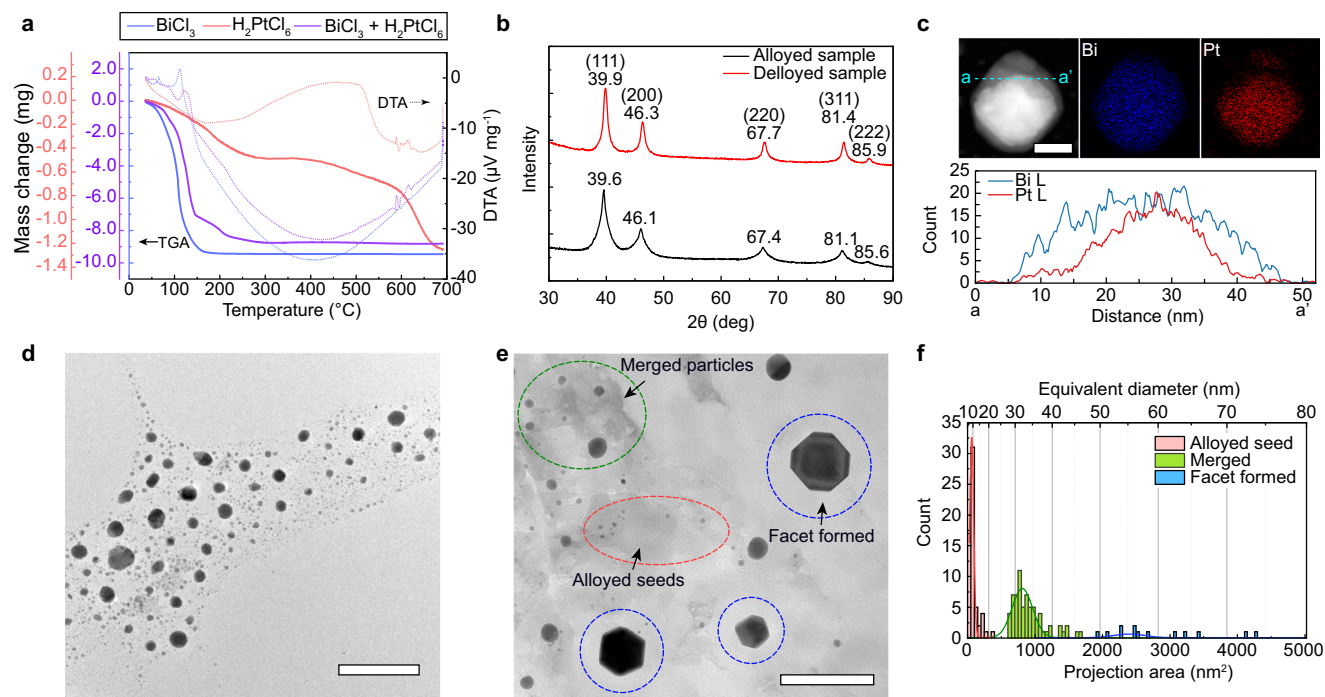 a
BiCl3 H2PtCl6 BiCl3 + H2PtCl6
Mass change (mg)
0.2
0.0
-0.2
-0.4
-0.6
-0.8
-1.0
-1.2
-1.4
2.0
0.0
-2.0
-4.0
-6.0
-8.0
-10.0
DTA
TGA
0
-10
-20
-30
-40
DTA (µV mg-1)
0 100 200 300 400 500 600 700
Temperature (°C)
b
Alloyed sample
Delloyed sample
(111)
39.9
(200)
46.3
(220)
67.7
(311)
81.4
(222)
85.9
39.6
46.1
67.4
81.1
85.6
Intensity
30 40 50 60 70 80 90
2θ (deg)
c
a a'
Bi
Pt
Bi L
Pt L
25
20
15
10
5
0
Count
0 10 20 30 40 50
a Distance (nm) a'
d
e
Merged particles
Facet formed
Alloyed seeds
f
Equivalent diameter (nm)
10 20 30 40 50 60 70 80
Alloyed seed
Merged
Facet formed
35
30
25
20
15
10
5
0
Count
0 1000 2000 3000 4000 5000
Projection area (nm2)